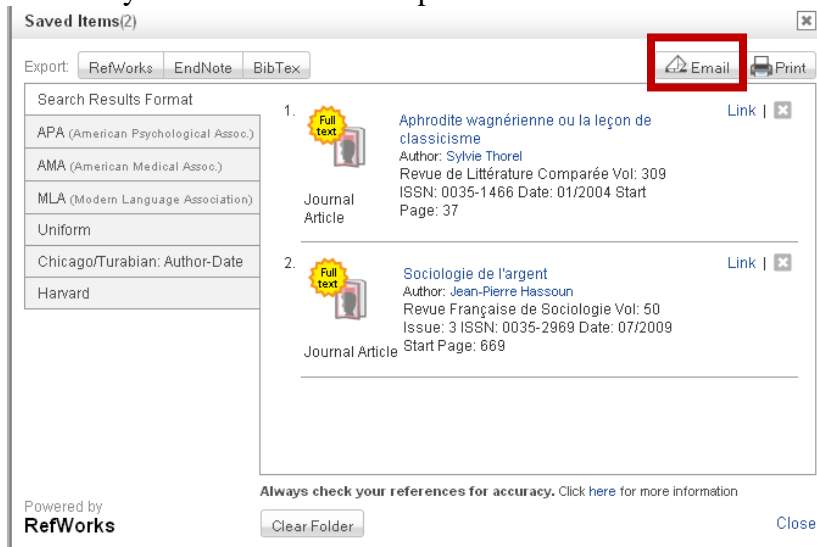 Saved Items(2)
Export: RefWorks EndNote BibTex Email Print
Search Results Format
APA (American Psychological Assoc.)
AMA (American Medical Assoc.)
MLA (Modern Language Association)
Uniform
Chicago/Turabian: Author-Date
Harvard
1.
Full
text
Journal
Article
Aphrodite wagnérienne ou la leçon de
classicisme
Author: Sylvie Thorel
Revue de Littérature Comparée Vol: 309
ISSN: 0035-1466 Date: 01/2004 Start
Page: 37
Link |
2.
Full
text
Journal Article
Sociologie de l'argent
Author: Jean-Pierre Hassoun
Revue Française de Sociologie Vol: 50
Issue: 3 ISSN: 0035-2969 Date: 07/2009
Start Page: 669
Link |
Always check your references for accuracy. Click here for more information
Powered by
RefWorks
Clear Folder
Close